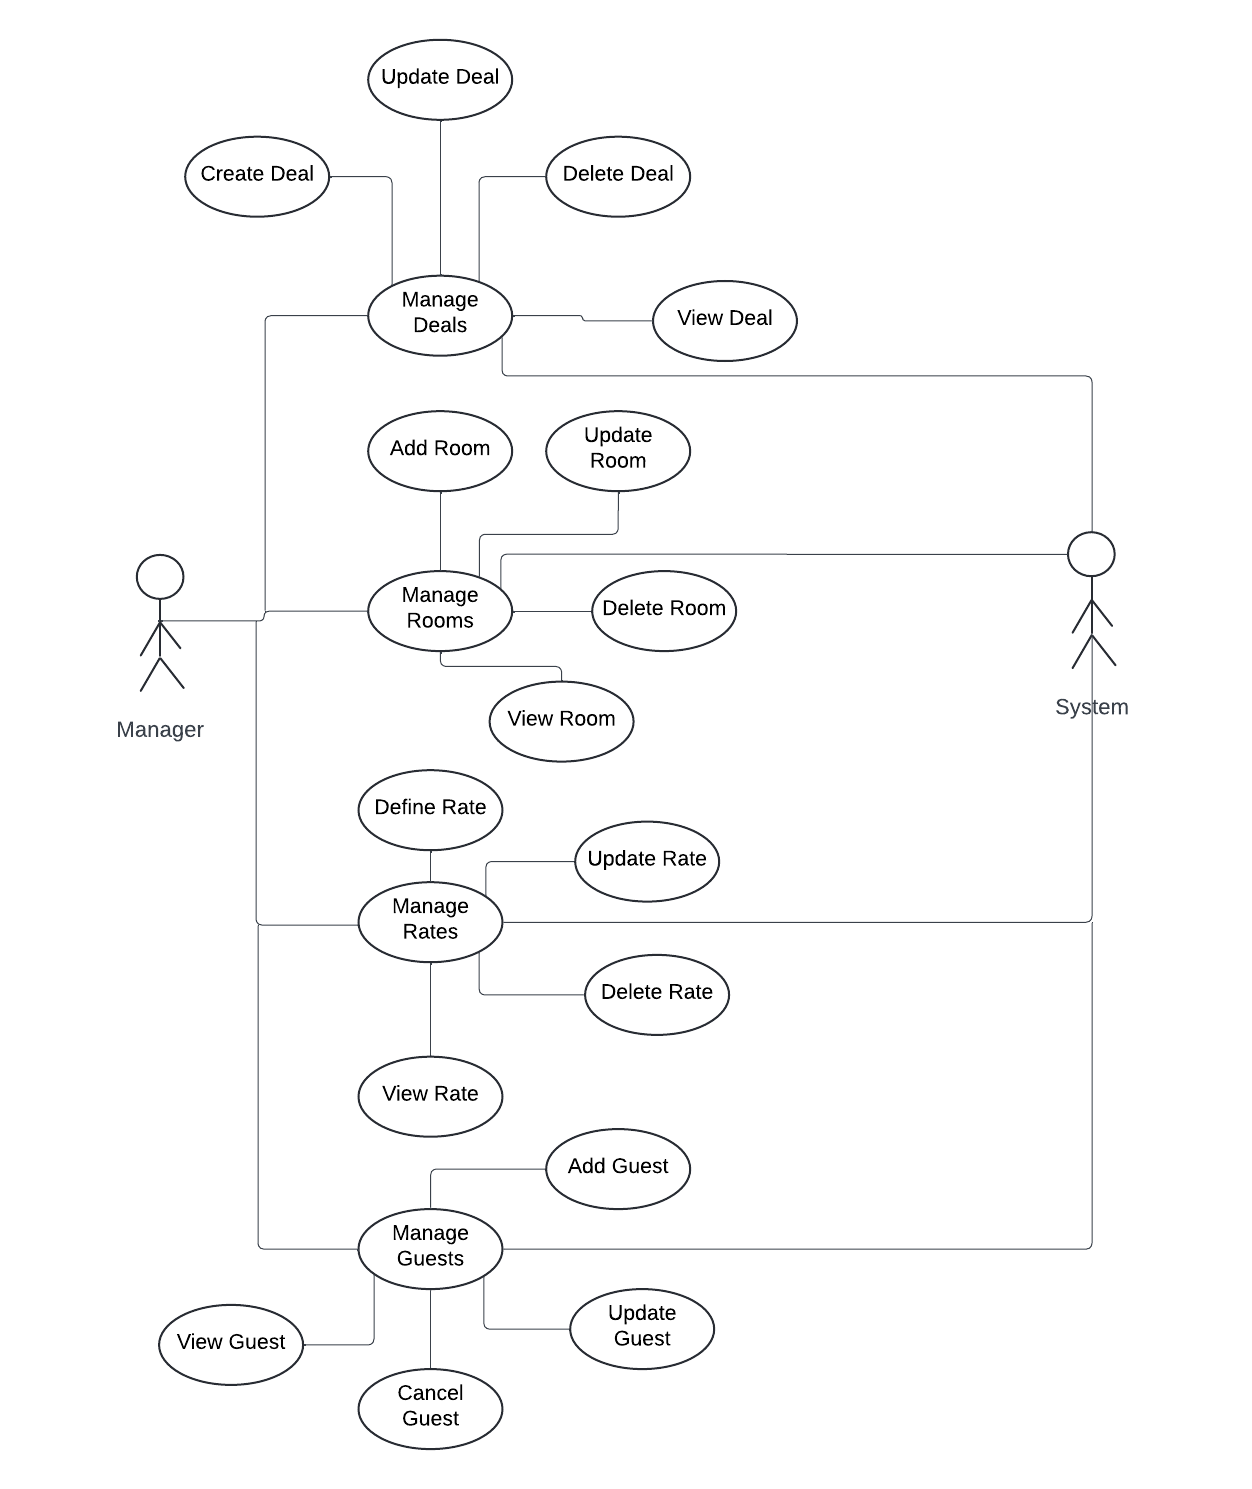 Update Deal
Create Deal
Delete Deal
Manage
Deals
View Deal
Add Room
Update
Room
Manage
Rooms
Delete Room
View Room
Manager
System
Define Rate
Update Rate
Manage
Rates
Delete Rate
View Rate
Add Guest
Manage
Guests
View Guest
Update
Guest
Cancel
Guest